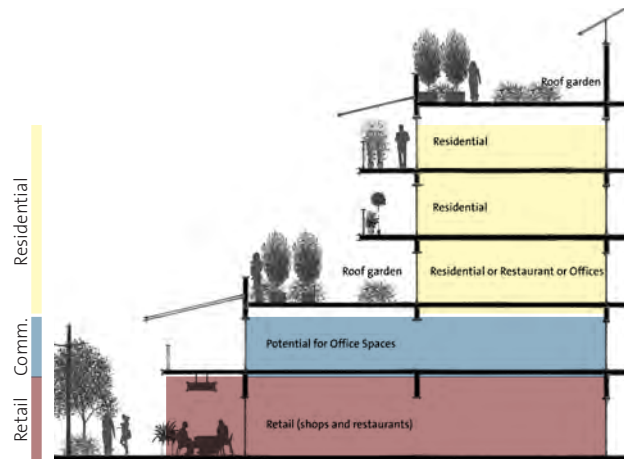 Roof garden
Residential
Residential
Roof garden
Residential or Restaurant or Offices
Potential for Office Spaces
Retail (shops and restaurants)
Residential
Comm.
Retail